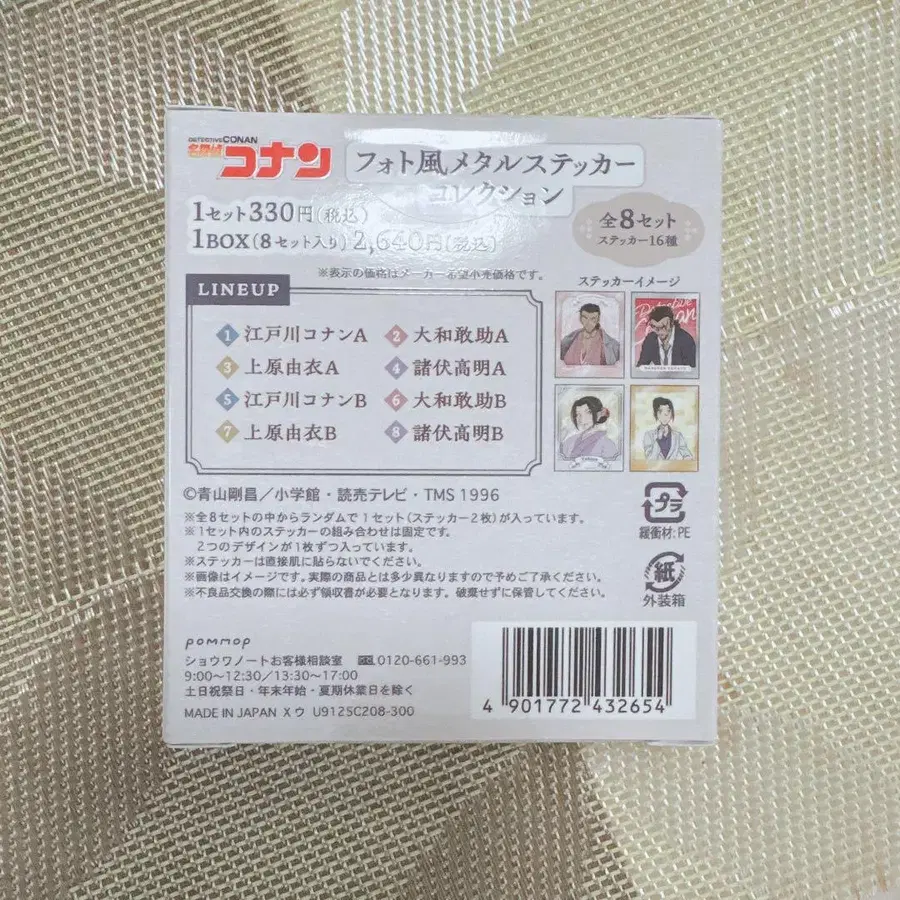 DETECTIVE CONAN
名探偵コナン
フォト風メタルステッカー
コレクション
1セット330円(税込)
1BOX(8セット入り)2,640円(税込)
※表示の価格はメーカー希望小売価格です。
全8セット
ステッカー16種
LINEUP
1 江戸川コナンA 2 大和敢助A
3 上原由衣A 4 諸伏高明A
5 江戸川コナンB 6 大和敢助B
7 上原由衣B 8 諸伏高明B
ステッカーイメージ
©青山剛昌/小学館・読売テレビ・TMS 1996
※全8セットの中からランダムで1セット(ステッカー2枚)が入っています。
※1セット内のステッカーの組み合わせは固定です。
2つのデザインが1枚ずつ入っています。
※ステッカーは直接肌に貼らないでください。
※画像はイメージです。実際の商品とは多少異なりますので予めご了承ください。
※不良品交換の際には必ず領収書が必要となります。破棄せずに保管してください。
プラ
緩衝材:PE
紙
外装箱
pommop
ショウワノートお客様相談室 0120-661-993
9:00～12:30/13:30～17:00
土日祝祭日・年末年始・夏期休業日を除く
MADE IN JAPAN Xウ U912SC208-300
4 901772 432654